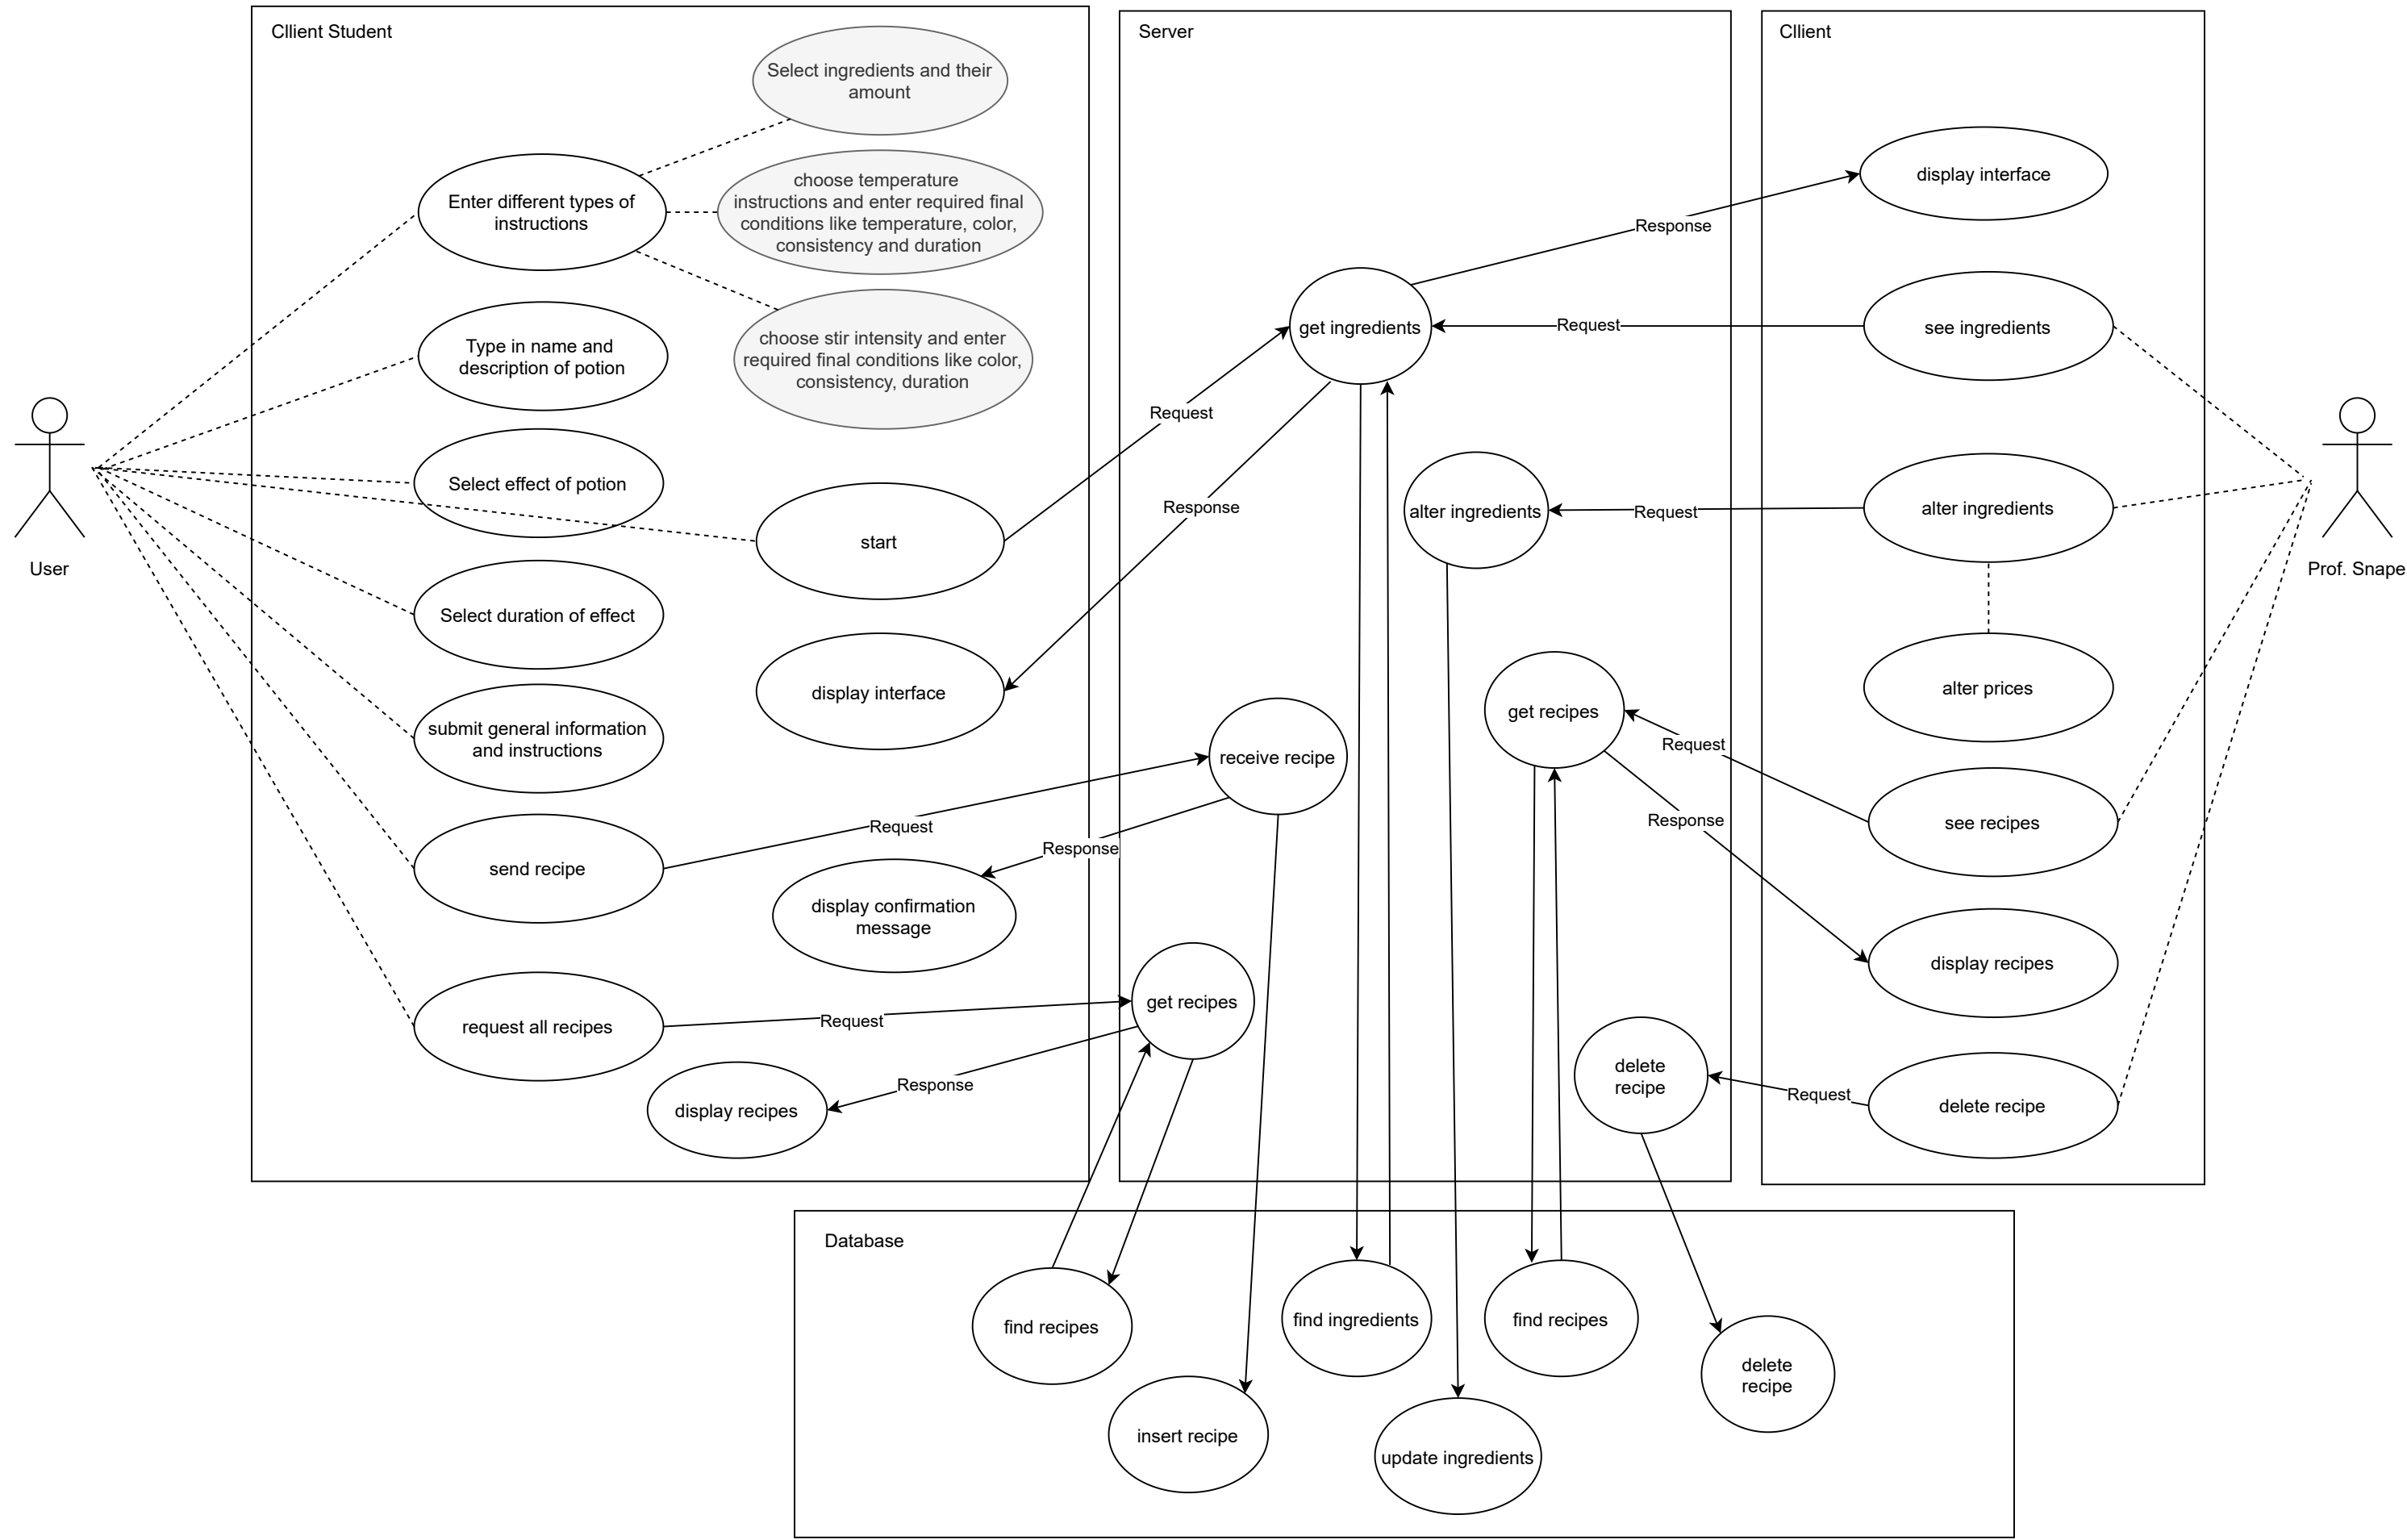 Cllient Student
Select ingredients and their
amount
Enter different types of
instructions
choose temperature
instructions and enter required final
conditions like temperature, color,
consistency and duration
Type in name and
description of potion
choose stir intensity and enter
required final conditions like color,
consistency, duration
Select effect of potion
start
Select duration of effect
display interface
submit general information
and instructions
send recipe
display confirmation
message
request all recipes
display recipes
User
Request
Response
Request
Response
Request
Response
Server
get ingredients
alter ingredients
get recipes
receive recipe
get recipes
delete
recipe
Response
Request
Request
Request
Response
Request
Cllient
display interface
see ingredients
alter ingredients
alter prices
see recipes
display recipes
delete recipe
Prof. Snape
Database
find recipes
find ingredients
find recipes
delete
recipe
insert recipe
update ingredients